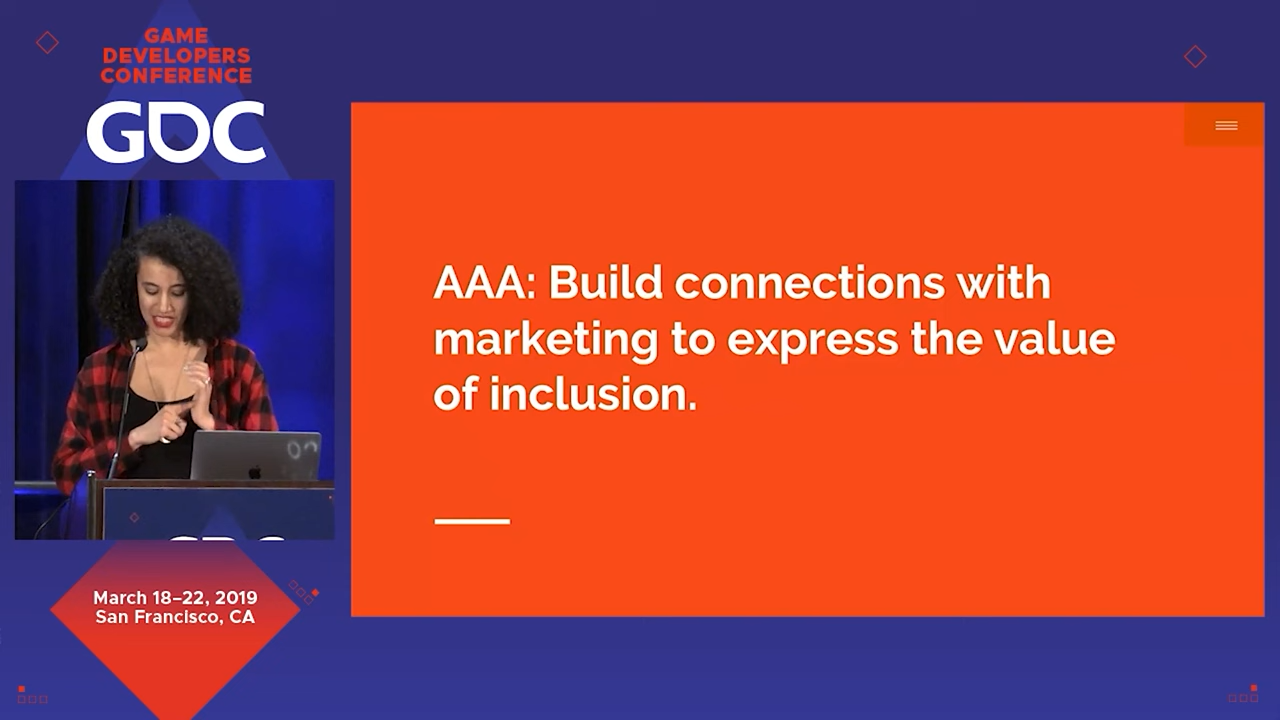 GAME
DEVELOPERS
CONFERENCE
GDC
AAA: Build connections with
marketing to express the value
of inclusion.
March 18–22, 2019
San Francisco, CA